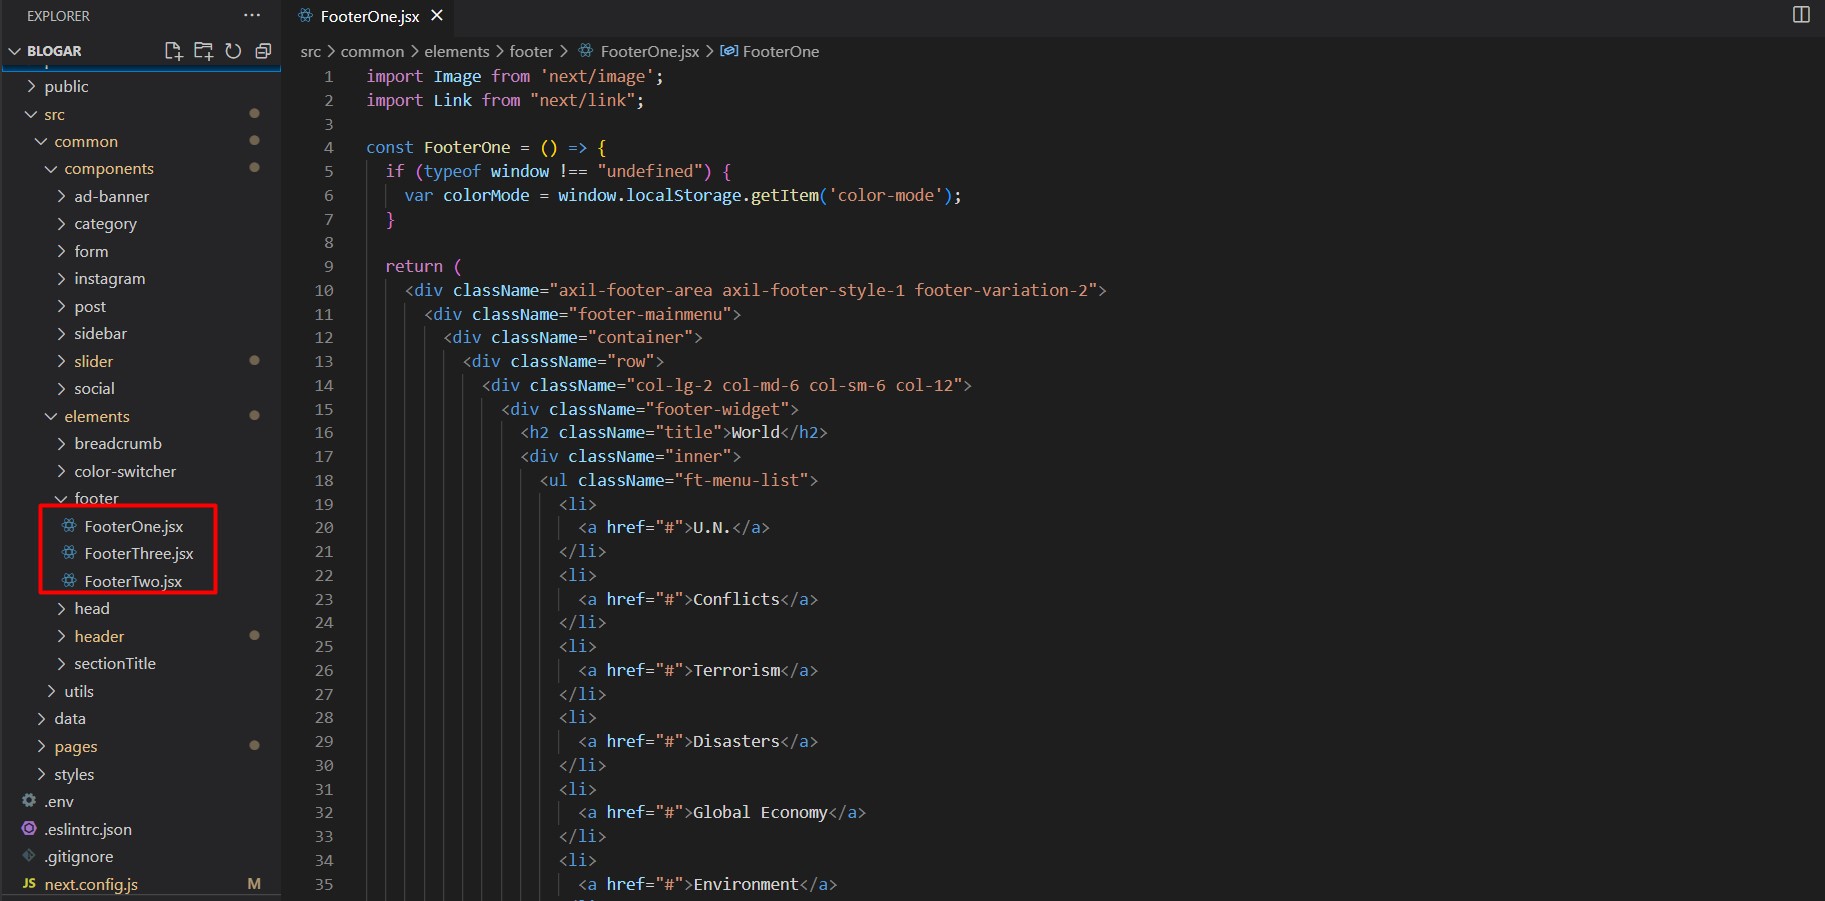 EXPLORER
BLOGAR
public
src
common
components
ad-banner
category
form
instagram
post
sidebar
slider
social
elements
breadcrumb
color-switcher
footer
FooterOne.jsx
FooterThree.jsx
FooterTwo.jsx
head
header
sectionTitle
utils
data
pages
styles
.env
.eslintrc.json
.gitignore
JS next.config.js M
FooterOne.jsx
src > common > elements > footer > FooterOne.jsx > FooterOne
1 import Image from 'next/image';
2 import Link from "next/link";
3
4 const FooterOne = () => {
5 if (typeof window !== "undefined") {
6 var colorMode = window.localStorage.getItem('color-mode');
7 }
8
9 return (
10 <div className="axil-footer-area axil-footer-style-1 footer-variation-2">
11 <div className="footer-mainmenu">
12 <div className="container">
13 <div className="row">
14 <div className="col-lg-2 col-md-6 col-sm-6 col-12">
15 <div className="footer-widget">
16 <h2 className="title">World</h2>
17 <div className="inner">
18 <ul className="ft-menu-list">
19 <li>
20 <a href="#">U.N.</a>
21 </li>
22 <li>
23 <a href="#">Conflicts</a>
24 </li>
25 <li>
26 <a href="#">Terrorism</a>
27 </li>
28 <li>
29 <a href="#">Disasters</a>
30 </li>
31 <li>
32 <a href="#">Global Economy</a>
33 </li>
34 <li>
35 <a href="#">Environment</a>